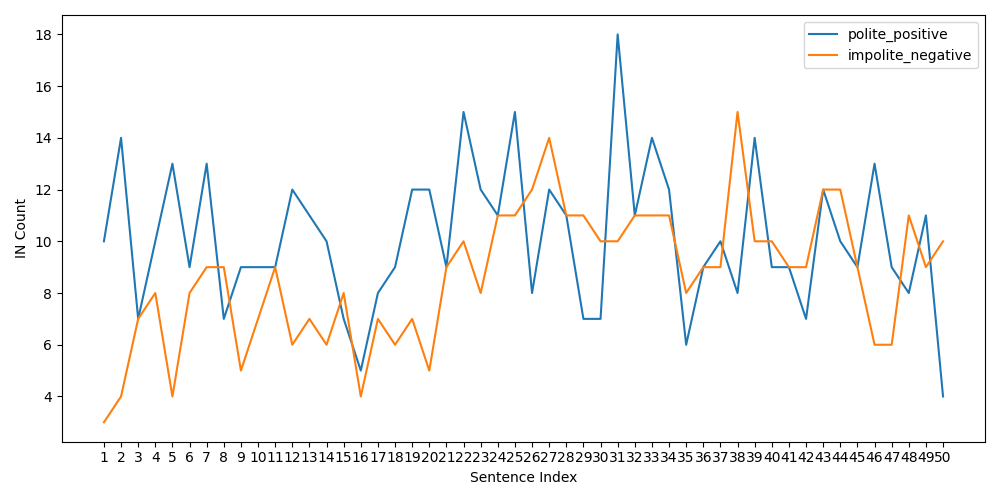 polite_positive
impolite_negative
18
16
14
12
10
8
6
4
IN Count
1 2 3 4 5 6 7 8 9 10 11 12 13 14 15 16 17 18 19 20 21 22 23 24 25 26 27 28 29 30 31 32 33 34 35 36 37 38 39 40 41 42 43 44 45 46 47 48 49 50
Sentence Index